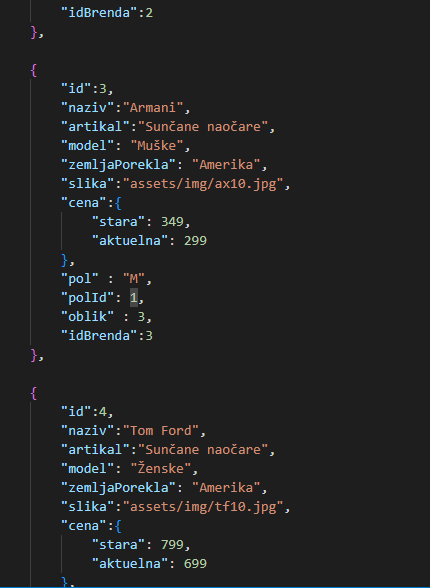 "idBrenda":2
},
{
"id":3,
"naziv":"Armani",
"artikal":"Sunčane naočare",
"model": "Muške",
"zemljaPorekla": "Amerika",
"slika":"assets/img/ax10.jpg",
"cena":{
"stara": 349,
"aktuelna": 299
},
"pol" : "M",
"polId": 1,
"oblik" : 3,
"idBrenda":3
},
{
"id":4,
"naziv":"Tom Ford",
"artikal":"Sunčane naočare",
"model": "Ženske",
"zemljaPorekla": "Amerika",
"slika":"assets/img/tf10.jpg",
"cena":{
"stara": 799,
"aktuelna": 699
},